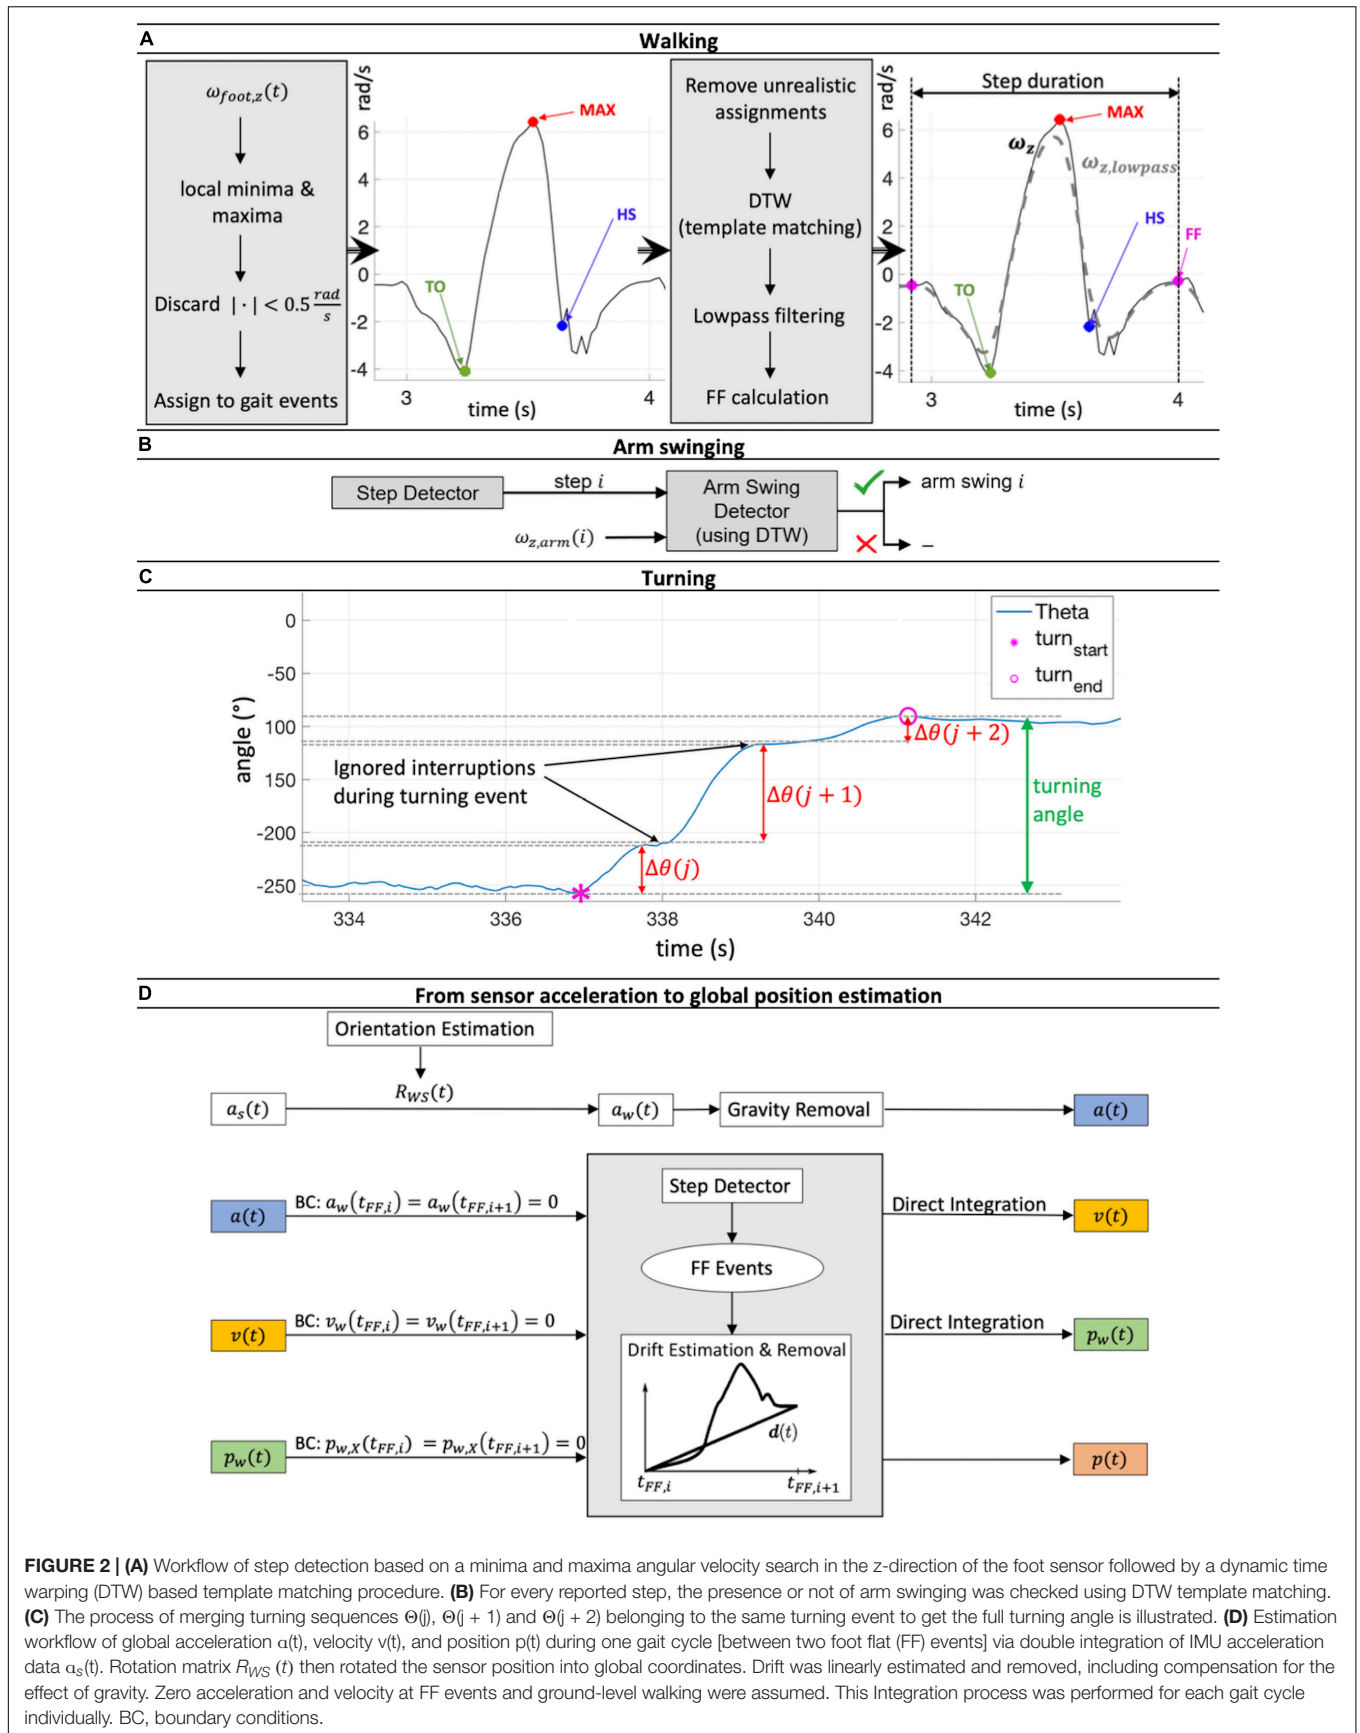 A
Walking
ω_foot,z(t)
local minima &
maxima
Discard |·| < 0.5 rad/s
Assign to gait events
rad/s
6
4
2
0
-2
-4
MAX
HS
TO
3
4
time (s)
Remove unrealistic
assignments
DTW
(template matching)
Lowpass filtering
FF calculation
rad/s
6
4
2
0
-2
-4
Step duration
MAX
ω_z
ω_z,lowpass
HS
FF
TO
3
4
time (s)
B
Arm swinging
Step Detector
step i
ω_z,arm(i)
Arm Swing
Detector
(using DTW)
arm swing i
–
C
Turning
angle (°)
0
-50
100
150
-200
-250
Theta
turn_start
turn_end
Ignored interruptions
during turning event
Δθ(j + 2)
Δθ(j + 1)
Δθ(j)
turning
angle
334
336
338
340
342
time (s)
D
From sensor acceleration to global position estimation
Orientation Estimation
R_WS(t)
a_s(t)
a_w(t)
Gravity Removal
a(t)
a(t)
BC: a_w(t_FF,i) = a_w(t_FF,i+1) = 0
Step Detector
Direct Integration
v(t)
FF Events
v(t)
BC: v_w(t_FF,i) = v_w(t_FF,i+1) = 0
Direct Integration
p_w(t)
Drift Estimation & Removal
d(t)
t_FF,i
t_FF,i+1
p_w(t)
BC: p_w,X(t_FF,i) = p_w,X(t_FF,i+1) = 0
p(t)
FIGURE 2 | (A) Workflow of step detection based on a minima and maxima angular velocity search in the z-direction of the foot sensor followed by a dynamic time
warping (DTW) based template matching procedure. (B) For every reported step, the presence or not of arm swinging was checked using DTW template matching.
(C) The process of merging turning sequences Θ(j), Θ(j + 1) and Θ(j + 2) belonging to the same turning event to get the full turning angle is illustrated. (D) Estimation
workflow of global acceleration α(t), velocity v(t), and position p(t) during one gait cycle [between two foot flat (FF) events] via double integration of IMU acceleration
data α_s(t). Rotation matrix R_WS (t) then rotated the sensor position into global coordinates. Drift was linearly estimated and removed, including compensation for the
effect of gravity. Zero acceleration and velocity at FF events and ground-level walking were assumed. This Integration process was performed for each gait cycle
individually. BC, boundary conditions.